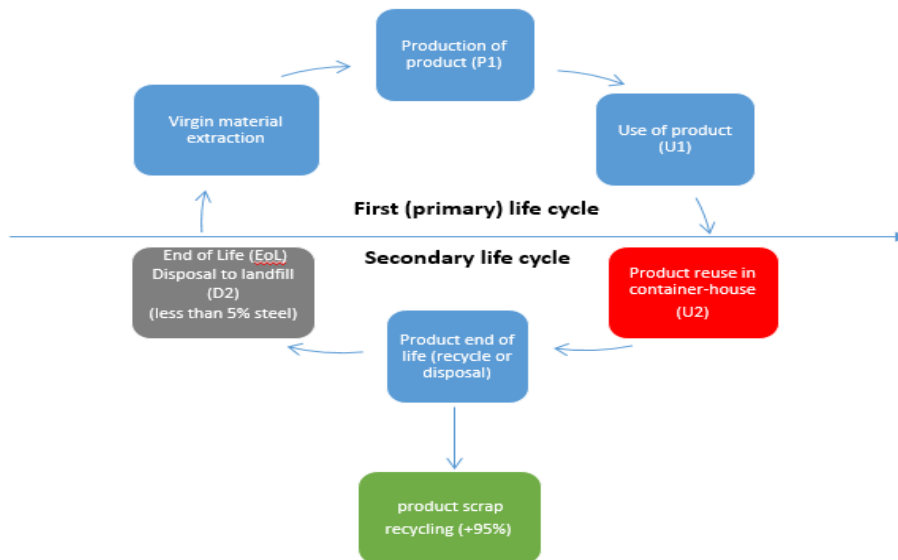 Production of
product (P1)
Virgin material
extraction
Use of product
(U1)
First (primary) life cycle
Secondary life cycle
End of Life (EoL)
Disposal to landfill
(D2)
(less than 5% steel)
Product reuse in
container-house
(U2)
Product end of
life (recycle or
disposal)
product scrap
recycling (+95%)